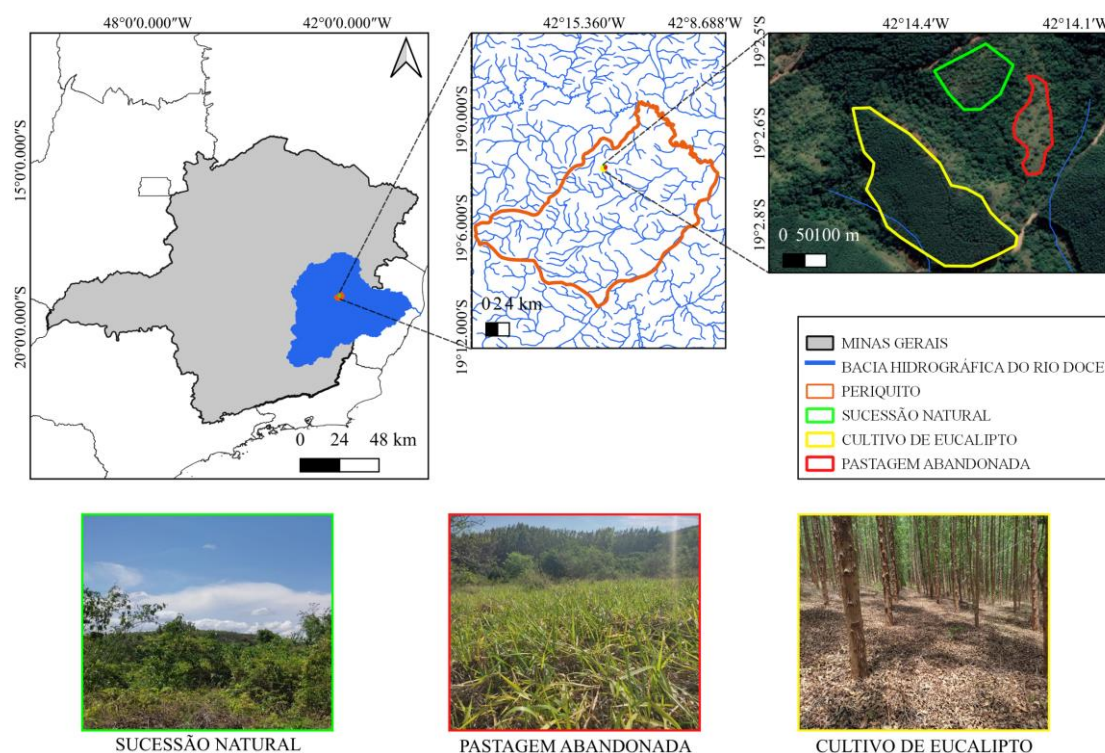 48°0'0.000"W
42°0'0.000"W
42°15.360'W
42°8.688'W
42°14.4'W
42°14.1'W
15°0'0.000"S
20°0'0.000"S
19°0.000'S
19°6.000'S
19°12.000'S
19°2.5'S
19°2.6'S
19°2.8'S
0 24 48 km
0 2 4 km
0 50100 m
MINAS GERAIS
BACIA HIDROGRÁFICA DO RIO DOCE
PERIQUITO
SUCESSÃO NATURAL
CULTIVO DE EUCALIPTO
PASTAGEM ABANDONADA
SUCESSÃO NATURAL
PASTAGEM ABANDONADA
CULTIVO DE EUCALIPTO